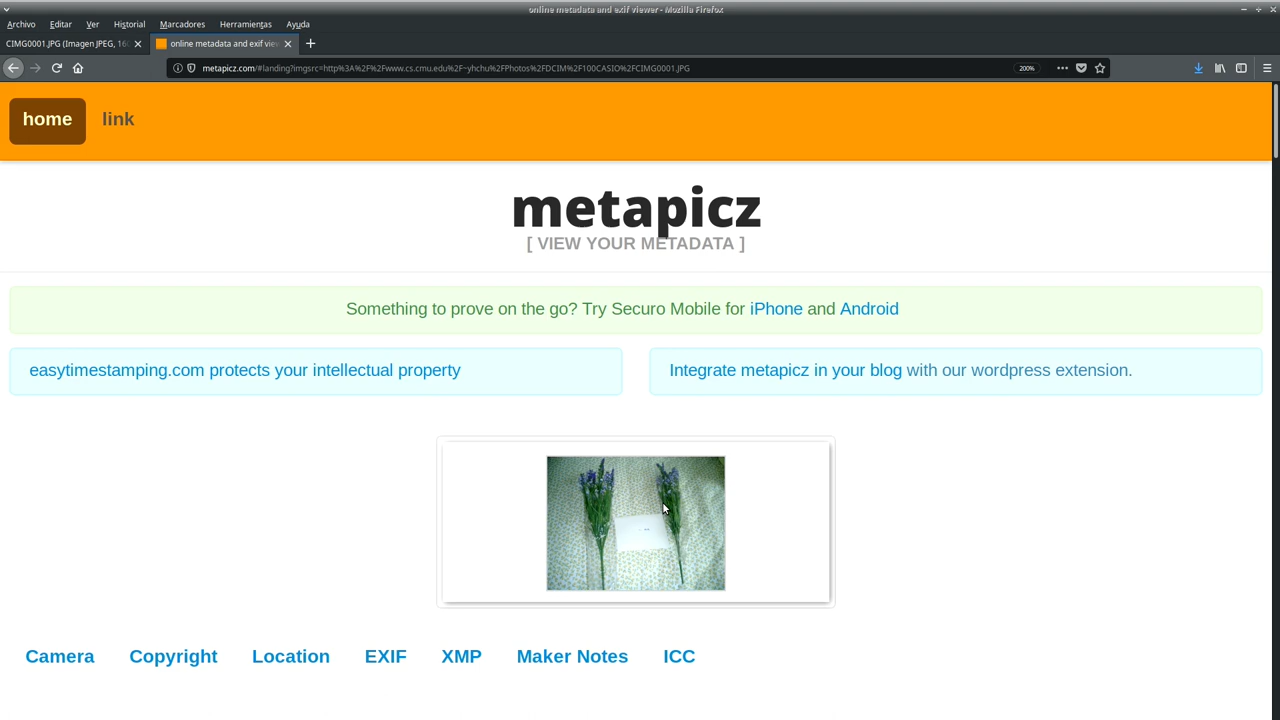 online metadata and exif viewer - Mozilla Firefox
Archivo Editar Ver Historial Marcadores Herramientas Ayuda
CIMG0001.JPG (Imagen JPEG, 16 online metadata and exif vie
metapicz.com/#landing?imgsrc=http%3A%2F%2Fwww.cs.cmu.edu%2F~yhchu%2FPhotos%2FDCIM%2F100CASIO%2FCIMG0001.JPG 200%
home link
metapicz
[ VIEW YOUR METADATA ]
Something to prove on the go? Try Securo Mobile for iPhone and Android
easytimestamping.com protects your intellectual property
Integrate metapicz in your blog with our wordpress extension.
Camera Copyright Location EXIF XMP Maker Notes ICC